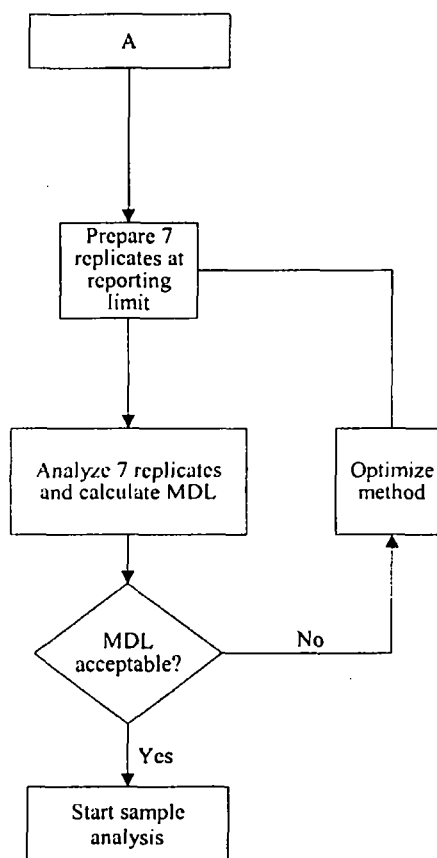 A
Prepare 7
replicates at
reporting
limit
Analyze 7 replicates
and calculate MDL
Optimize
method
MDL
acceptable?
No
Yes
Start sample
analysis